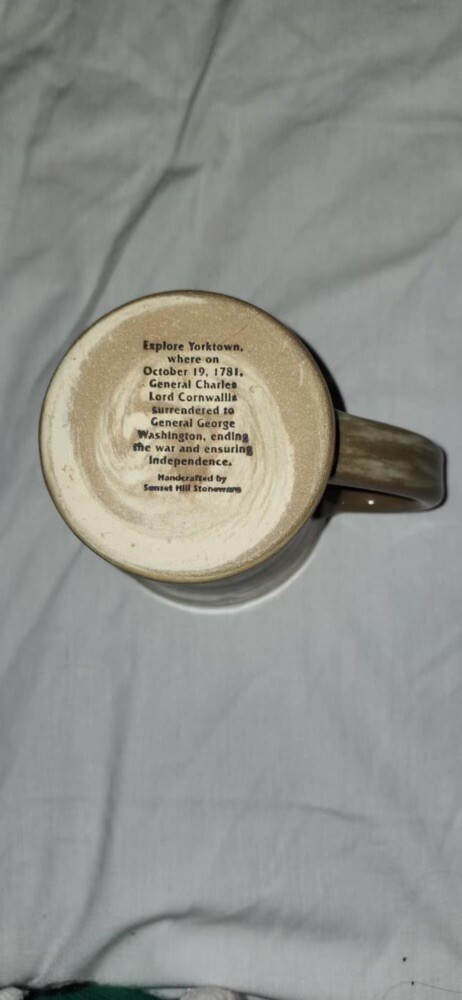 Explore Yorktown,
where on
October 19, 1781,
General Charles
Lord Cornwallis
surrendered to
General George
Washington, ending
the war and ensuring
Independence.
Handcrafted by
Sunset Hill Stoneware